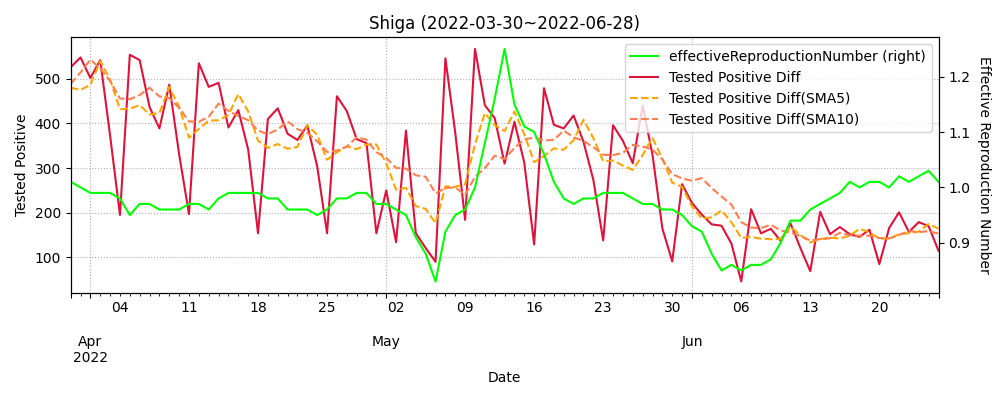 Shiga (2022-03-30~2022-06-28)
effectiveReproductionNumber (right)
Tested Positive Diff
Tested Positive Diff(SMA5)
Tested Positive Diff(SMA10)
Tested Positive
500
400
300
200
100
1.2
1.1
1.0
0.9
Effective Reproduction Number
04 11 18 25 02 09 16 23 30 06 13 20
Apr May Jun
2022
Date